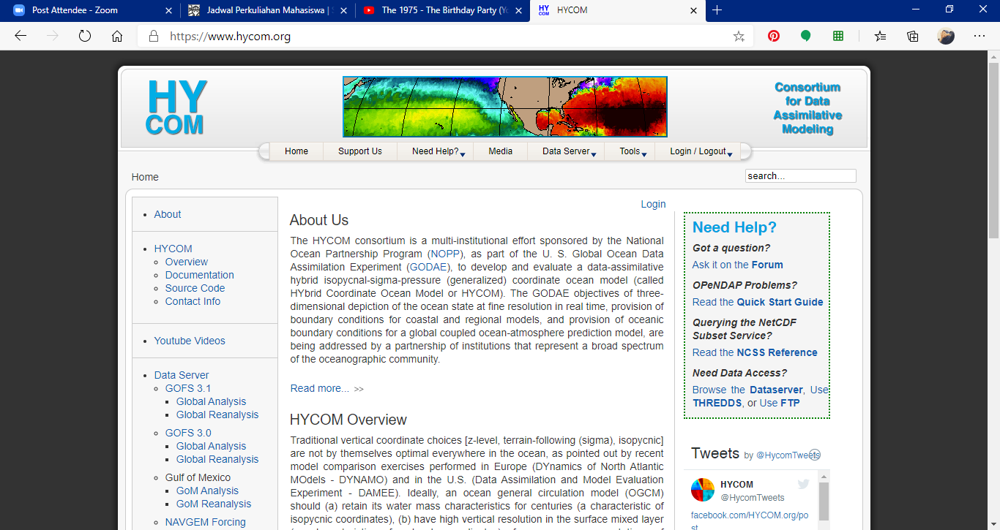 Post Attendee - Zoom
Jadwal Perkuliahan Mahasiswa |
The 1975 - The Birthday Party (Yo
HY COM
HYCOM
https://www.hycom.org
HY
COM
Consortium
for Data
Assimilative
Modeling
Home
Support Us
Need Help?
Media
Data Server
Tools
Login / Logout
Home
search...
About
HYCOM
Overview
Documentation
Source Code
Contact Info
Youtube Videos
Data Server
GOFS 3.1
Global Analysis
Global Reanalysis
GOFS 3.0
Global Analysis
Global Reanalysis
Gulf of Mexico
GoM Analysis
GoM Reanalysis
NAVGEM Forcing
Login
About Us
The HYCOM consortium is a multi-institutional effort sponsored by the National
Ocean Partnership Program (NOPP), as part of the U. S. Global Ocean Data
Assimilation Experiment (GODAE), to develop and evaluate a data-assimilative
hybrid isopycnal-sigma-pressure (generalized) coordinate ocean model (called
HYbrid Coordinate Ocean Model or HYCOM). The GODAE objectives of three-
dimensional depiction of the ocean state at fine resolution in real time, provision of
boundary conditions for coastal and regional models, and provision of oceanic
boundary conditions for a global coupled ocean-atmosphere prediction model, are
being addressed by a partnership of institutions that represent a broad spectrum
of the oceanographic community.
Read more... >>
HYCOM Overview
Traditional vertical coordinate choices [z-level, terrain-following (sigma), isopycnic]
are not by themselves optimal everywhere in the ocean, as pointed out by recent
model comparison exercises performed in Europe (DYnamics of North Atlantic
MOdels - DYNAMO) and in the U.S. (Data Assimilation and Model Evaluation
Experiment - DAMEE). Ideally, an ocean general circulation model (OGCM)
should (a) retain its water mass characteristics for centuries (a characteristic of
isopycnic coordinates), (b) have high vertical resolution in the surface mixed layer
Need Help?
Got a question?
Ask it on the Forum
OPeNDAP Problems?
Read the Quick Start Guide
Querying the NetCDF
Subset Service?
Read the NCSS Reference
Need Data Access?
Browse the Dataserver, Use
THREDDS, or Use FTP
Tweets by @HycomTweets
HYCOM
@HycomTweets
facebook.com/HYCOM.org/po
st